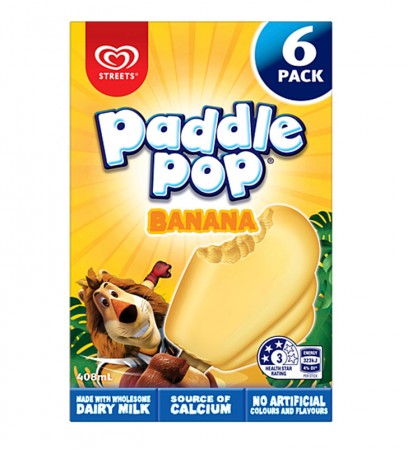 STREETS®
6
PACK
Paddle
Pop®
BANANA
3
HEALTH STAR
RATING
ENERGY
408mL
MADE WITH WHOLESOME
DAIRY MILK
SOURCE OF
CALCIUM
NO ARTIFICIAL
COLOURS AND FLAVOURS